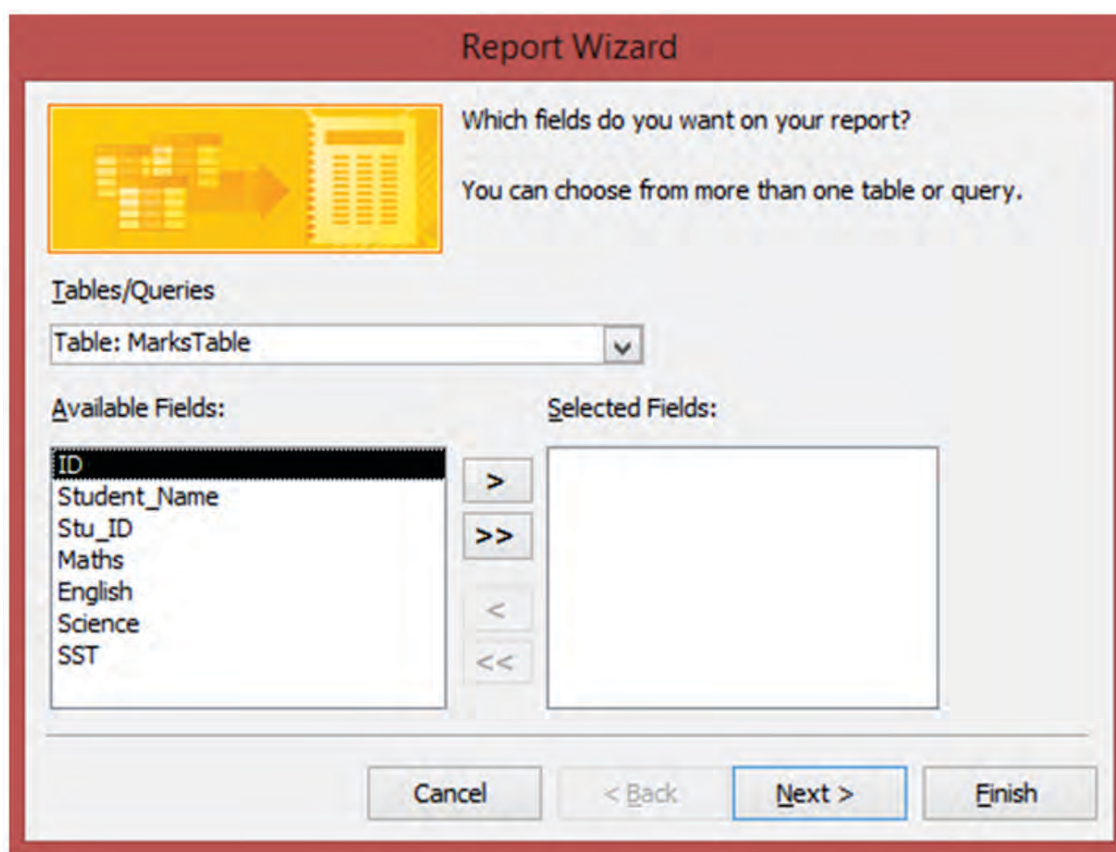 Report Wizard
Which fields do you want on your report?
You can choose from more than one table or query.
Tables/Queries
Table: MarksTable
Available Fields:
Selected Fields:
ID
Student_Name
Stu_ID
Maths
English
Science
SST
>
>>
<
<<
Cancel
< Back
Next >
Finish